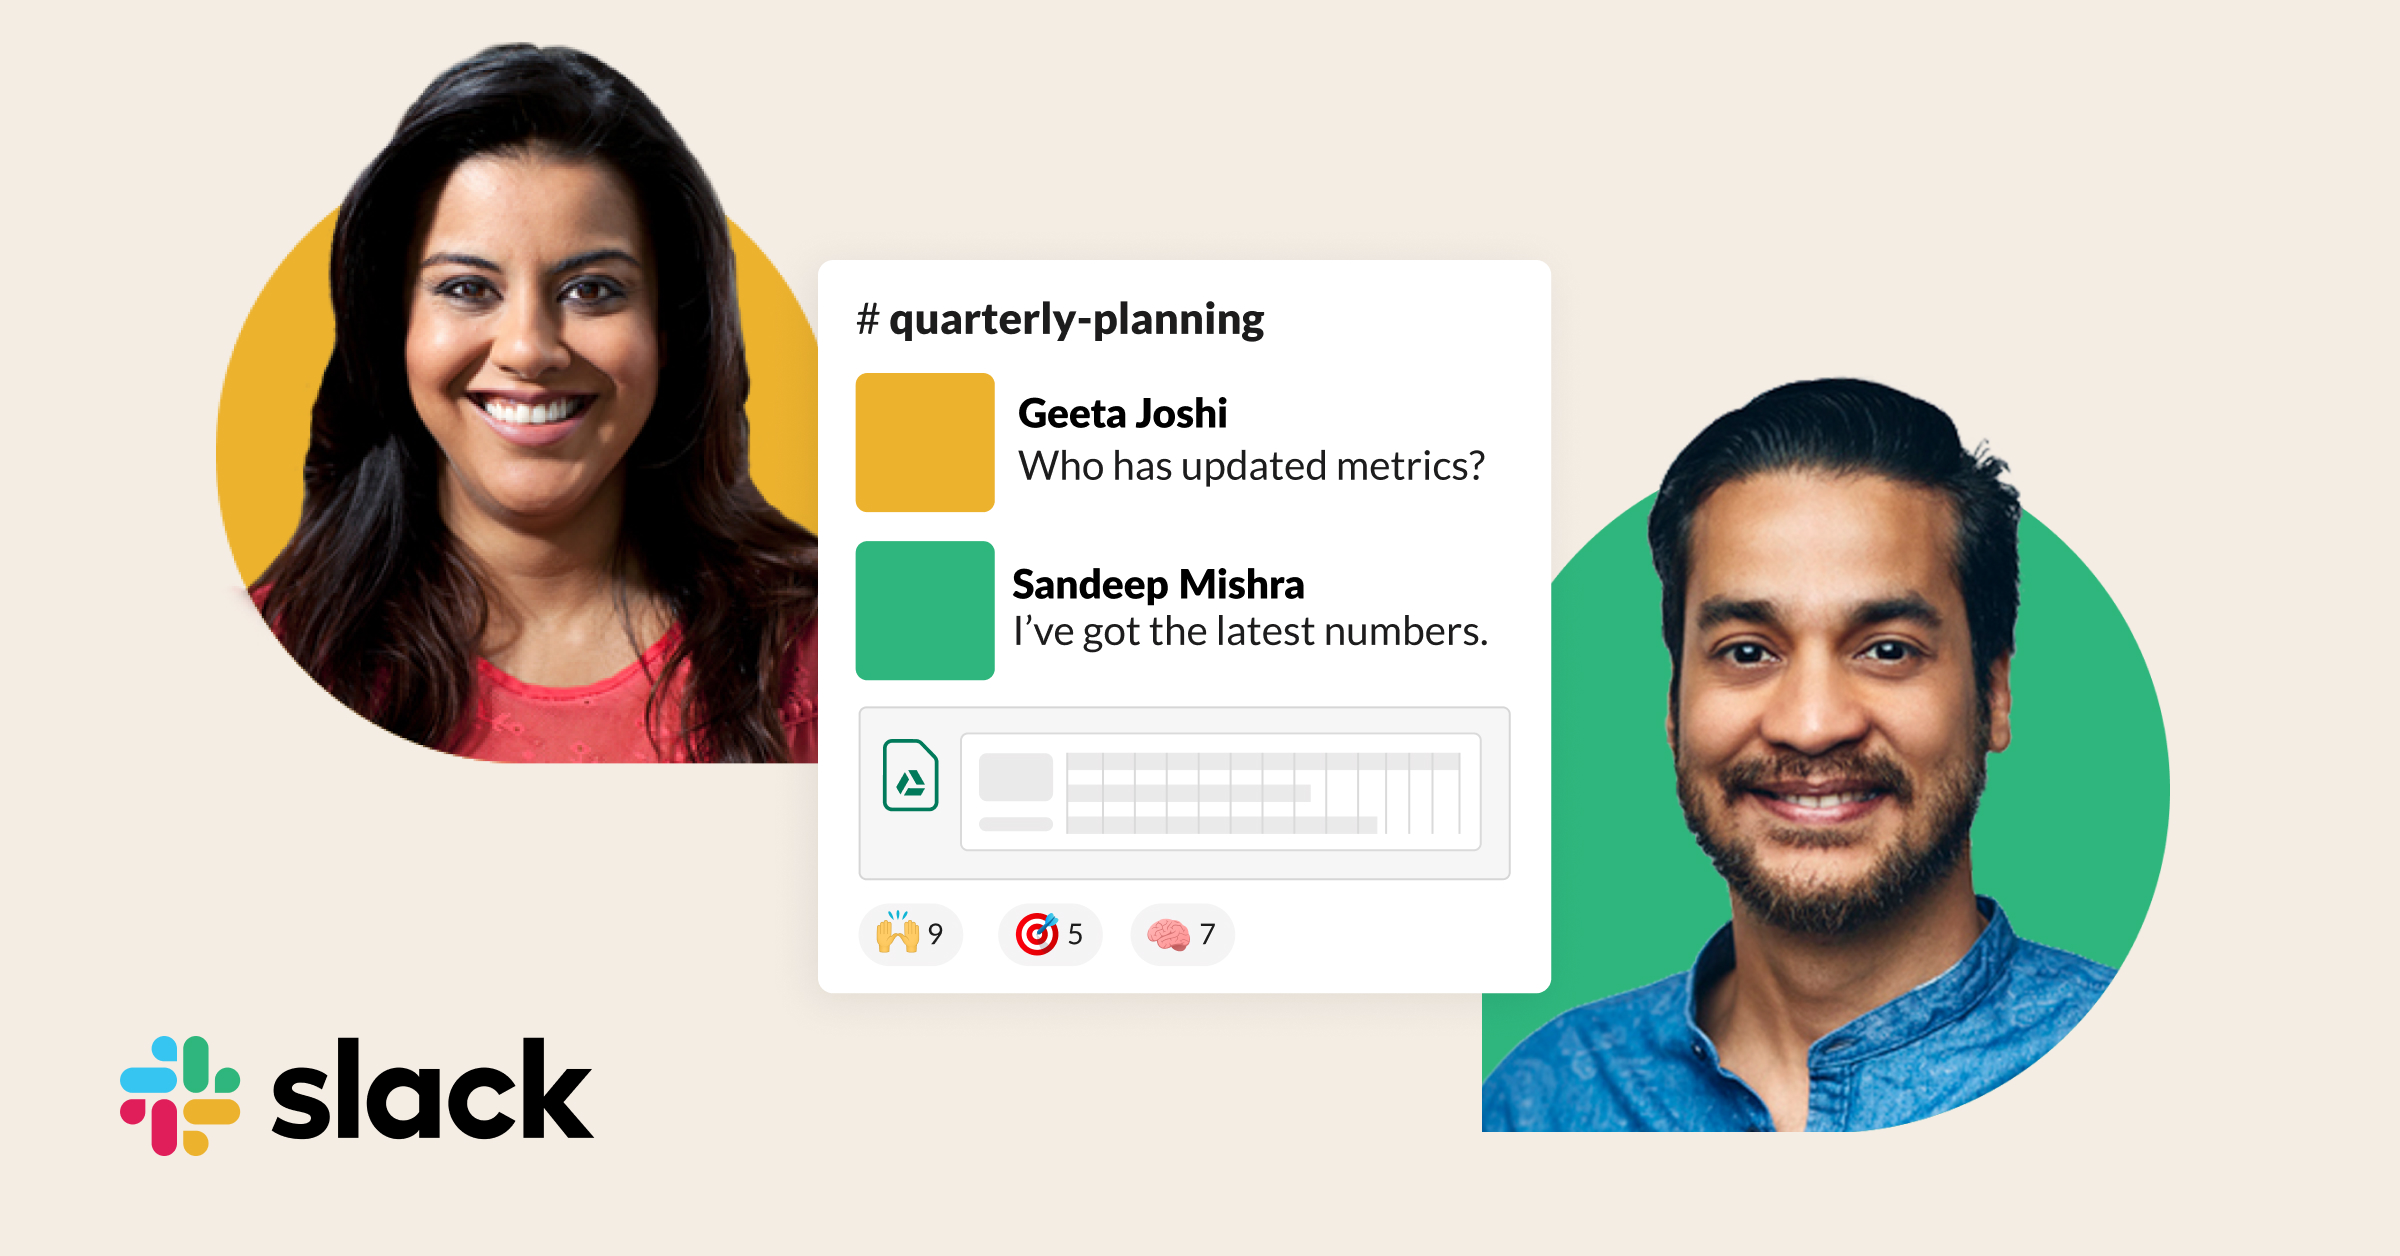 # quarterly-planning
Geeta Joshi
Who has updated metrics?
Sandeep Mishra
I’ve got the latest numbers.
9 5 7
slack